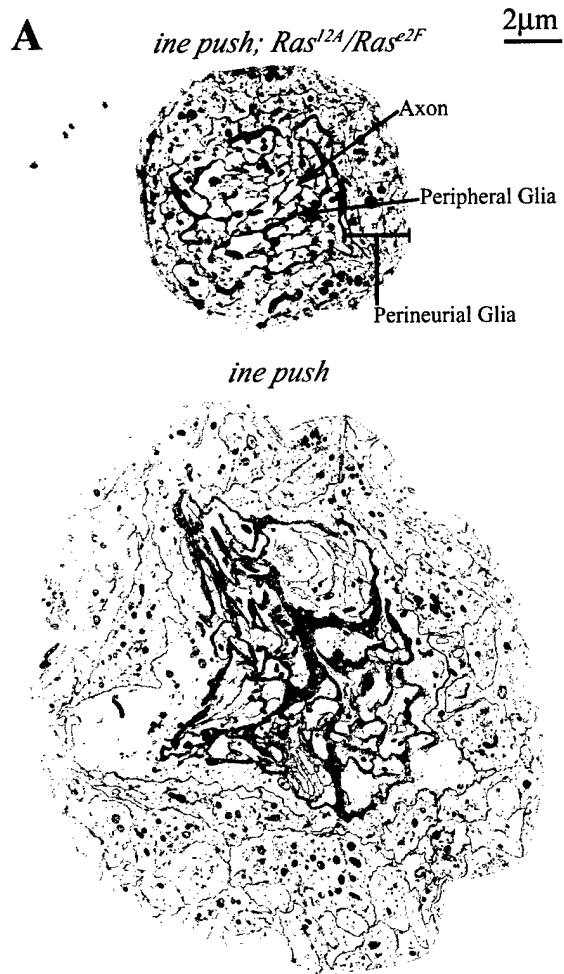 A
2μm
ine push; Ras12A/Rase2F
Axon
Peripheral Glia
Perineurial Glia
ine push